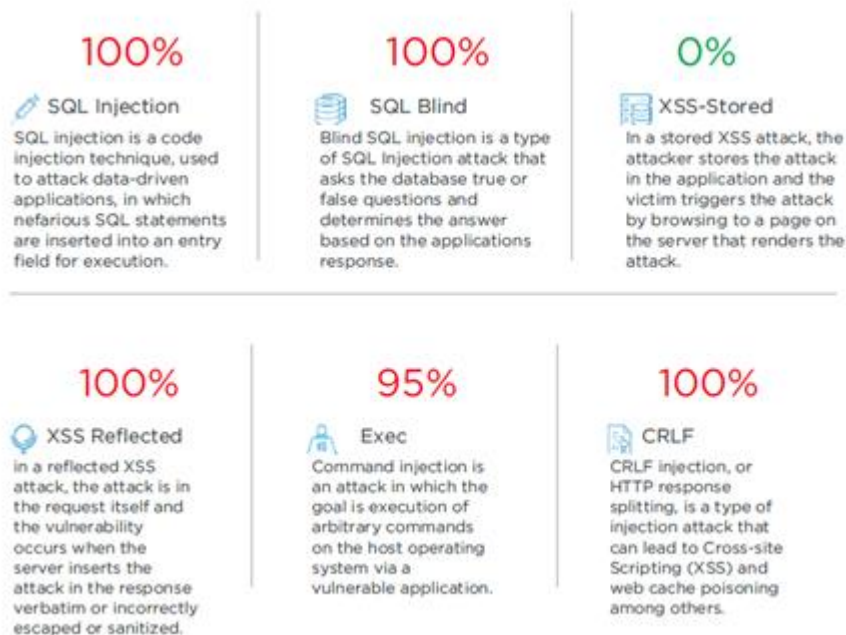 100%
SQL Injection
SQL injection is a code
injection technique, used
to attack data-driven
applications, in which
nefarious SQL statements
are inserted into an entry
field for execution.
100%
SQL Blind
Blind SQL injection is a type
of SQL Injection attack that
asks the database true or
false questions and
determines the answer
based on the applications
response.
0%
XSS-Stored
In a stored XSS attack, the
attacker stores the attack
in the application and the
victim triggers the attack
by browsing to a page on
the server that renders the
attack.
100%
XSS Reflected
in a reflected XSS
attack, the attack is in
the request itself and
the vulnerability
occurs when the
server inserts the
attack in the response
verbatim or incorrectly
escaped or sanitized.
95%
Exec
Command injection is
an attack in which the
goal is execution of
arbitrary commands
on the host operating
system via a
vulnerable application.
100%
CRLF
CRLF injection, or
HTTP response
splitting, is a type of
injection attack that
can lead to Cross-site
Scripting (XSS) and
web cache poisoning
among others.